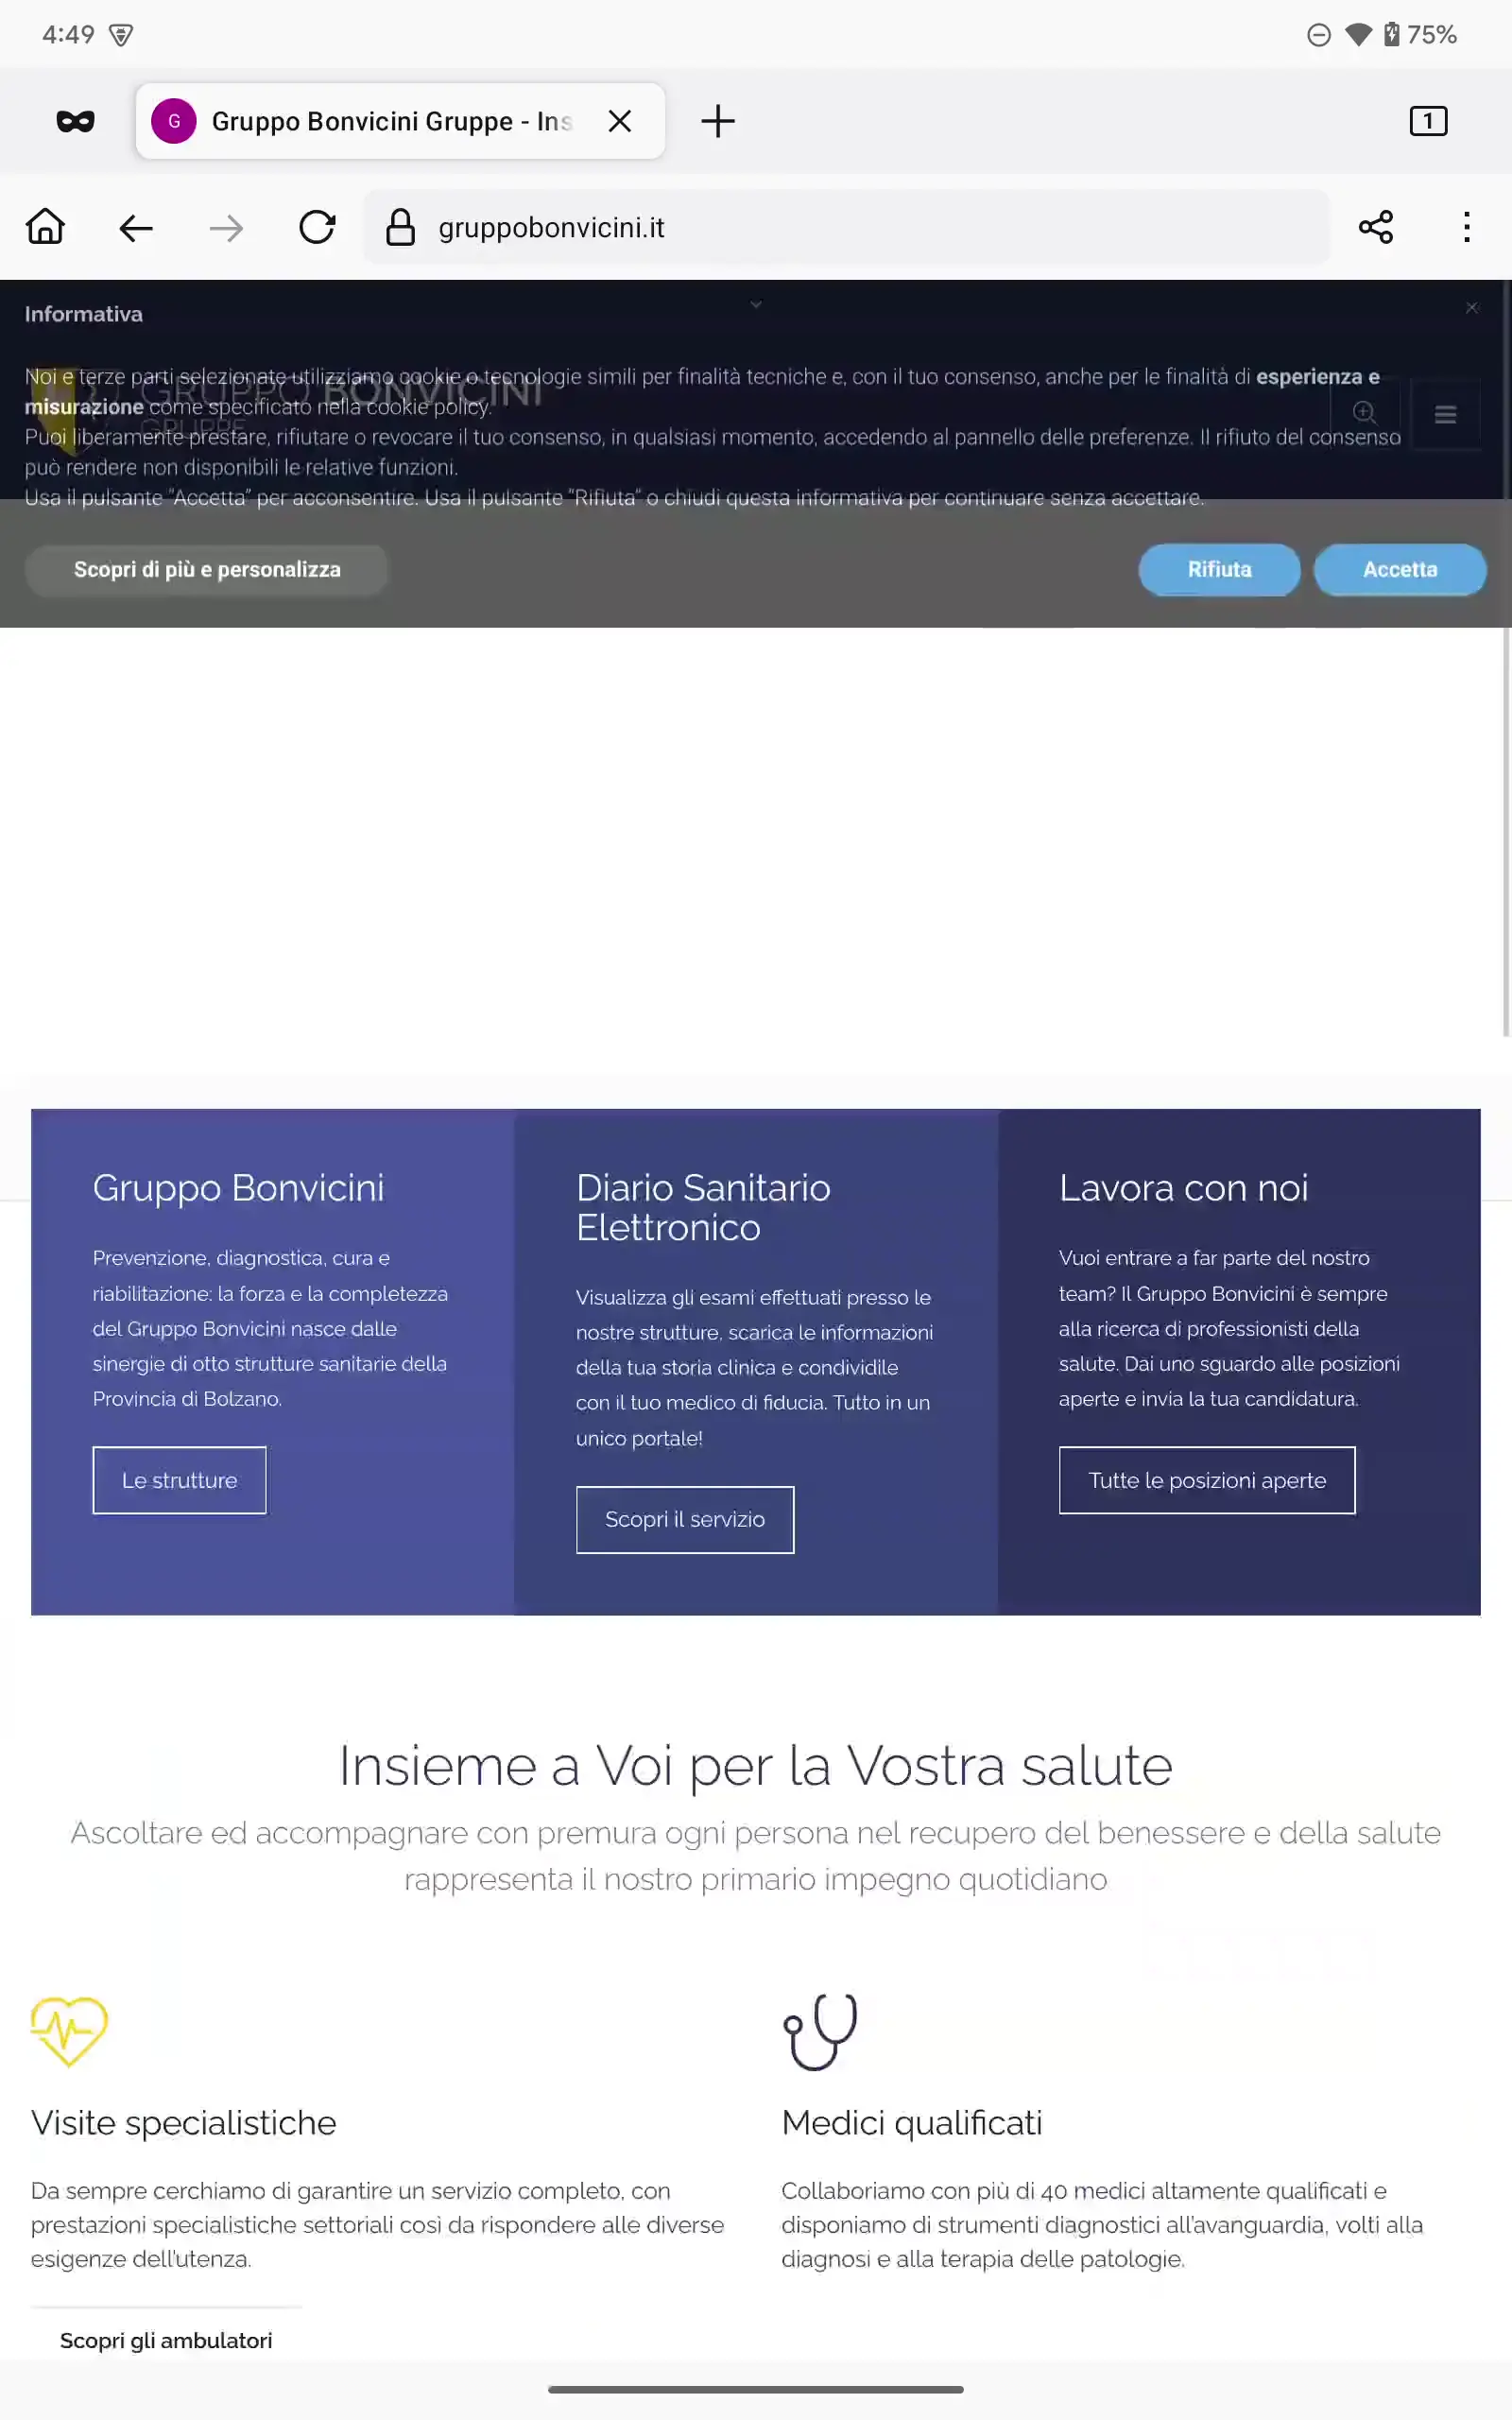 4:49
75%
G
Gruppo Bonvicini Gruppe - Ins
1
gruppobonvicini.it
Informativa
GRUPPO BONVICINI
GRUPPE
Noi e terze parti selezionate utilizziamo cookie o tecnologie simili per finalità tecniche e, con il tuo consenso, anche per le finalità di esperienza e
misurazione come specificato nella cookie policy.
Puoi liberamente prestare, rifiutare o revocare il tuo consenso, in qualsiasi momento, accedendo al pannello delle preferenze. Il rifiuto del consenso
può rendere non disponibili le relative funzioni.
Usa il pulsante “Accetta” per acconsentire. Usa il pulsante “Rifiuta” o chiudi questa informativa per continuare senza accettare.
Scopri di più e personalizza
Rifiuta
Accetta
Gruppo Bonvicini
Prevenzione, diagnostica, cura e
riabilitazione: la forza e la completezza
del Gruppo Bonvicini nasce dalle
sinergie di otto strutture sanitarie della
Provincia di Bolzano.
Le strutture
Diario Sanitario
Elettronico
Visualizza gli esami effettuati presso le
nostre strutture, scarica le informazioni
della tua storia clinica e condividile
con il tuo medico di fiducia. Tutto in un
unico portale!
Scopri il servizio
Lavora con noi
Vuoi entrare a far parte del nostro
team? Il Gruppo Bonvicini è sempre
alla ricerca di professionisti della
salute. Dai uno sguardo alle posizioni
aperte e invia la tua candidatura.
Tutte le posizioni aperte
Insieme a Voi per la Vostra salute
Ascoltare ed accompagnare con premura ogni persona nel recupero del benessere e della salute
rappresenta il nostro primario impegno quotidiano
Visite specialistiche
Da sempre cerchiamo di garantire un servizio completo, con
prestazioni specialistiche settoriali così da rispondere alle diverse
esigenze dell'utenza.
Scopri gli ambulatori
Medici qualificati
Collaboriamo con più di 40 medici altamente qualificati e
disponiamo di strumenti diagnostici all'avanguardia, volti alla
diagnosi e alla terapia delle patologie.